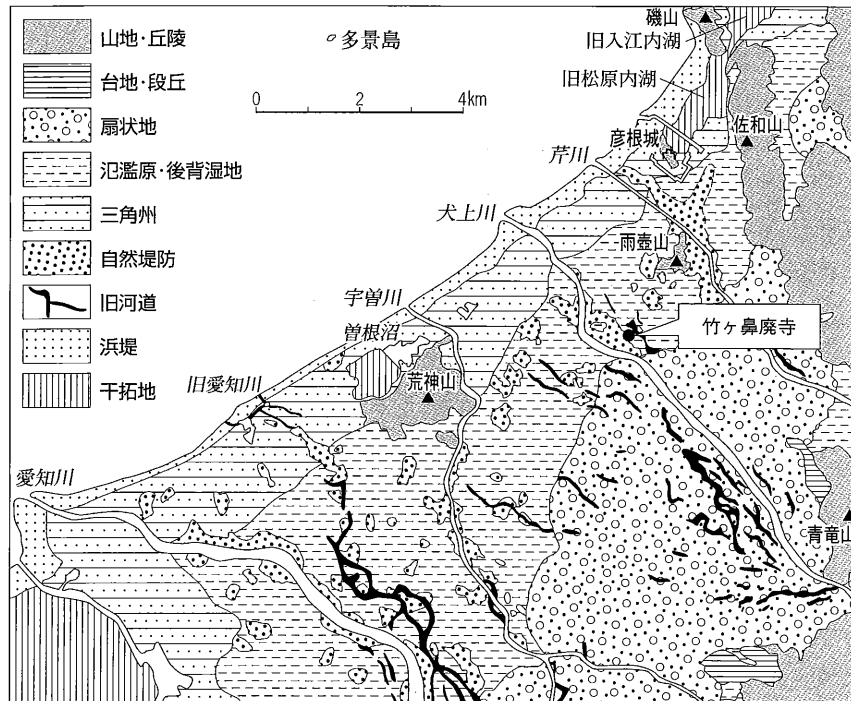 山地・丘陵
台地・段丘
扇状地
氾濫原・後背湿地
三角州
自然堤防
旧河道
浜堤
干拓地
多景島
0 2 4km
磯山
旧入江内湖
旧松原内湖
彦根城
佐和山
芹川
犬上川
雨壺山
宇曽川
曽根沼
竹ヶ鼻廃寺
荒神山
旧愛知川
愛知川
青竜山